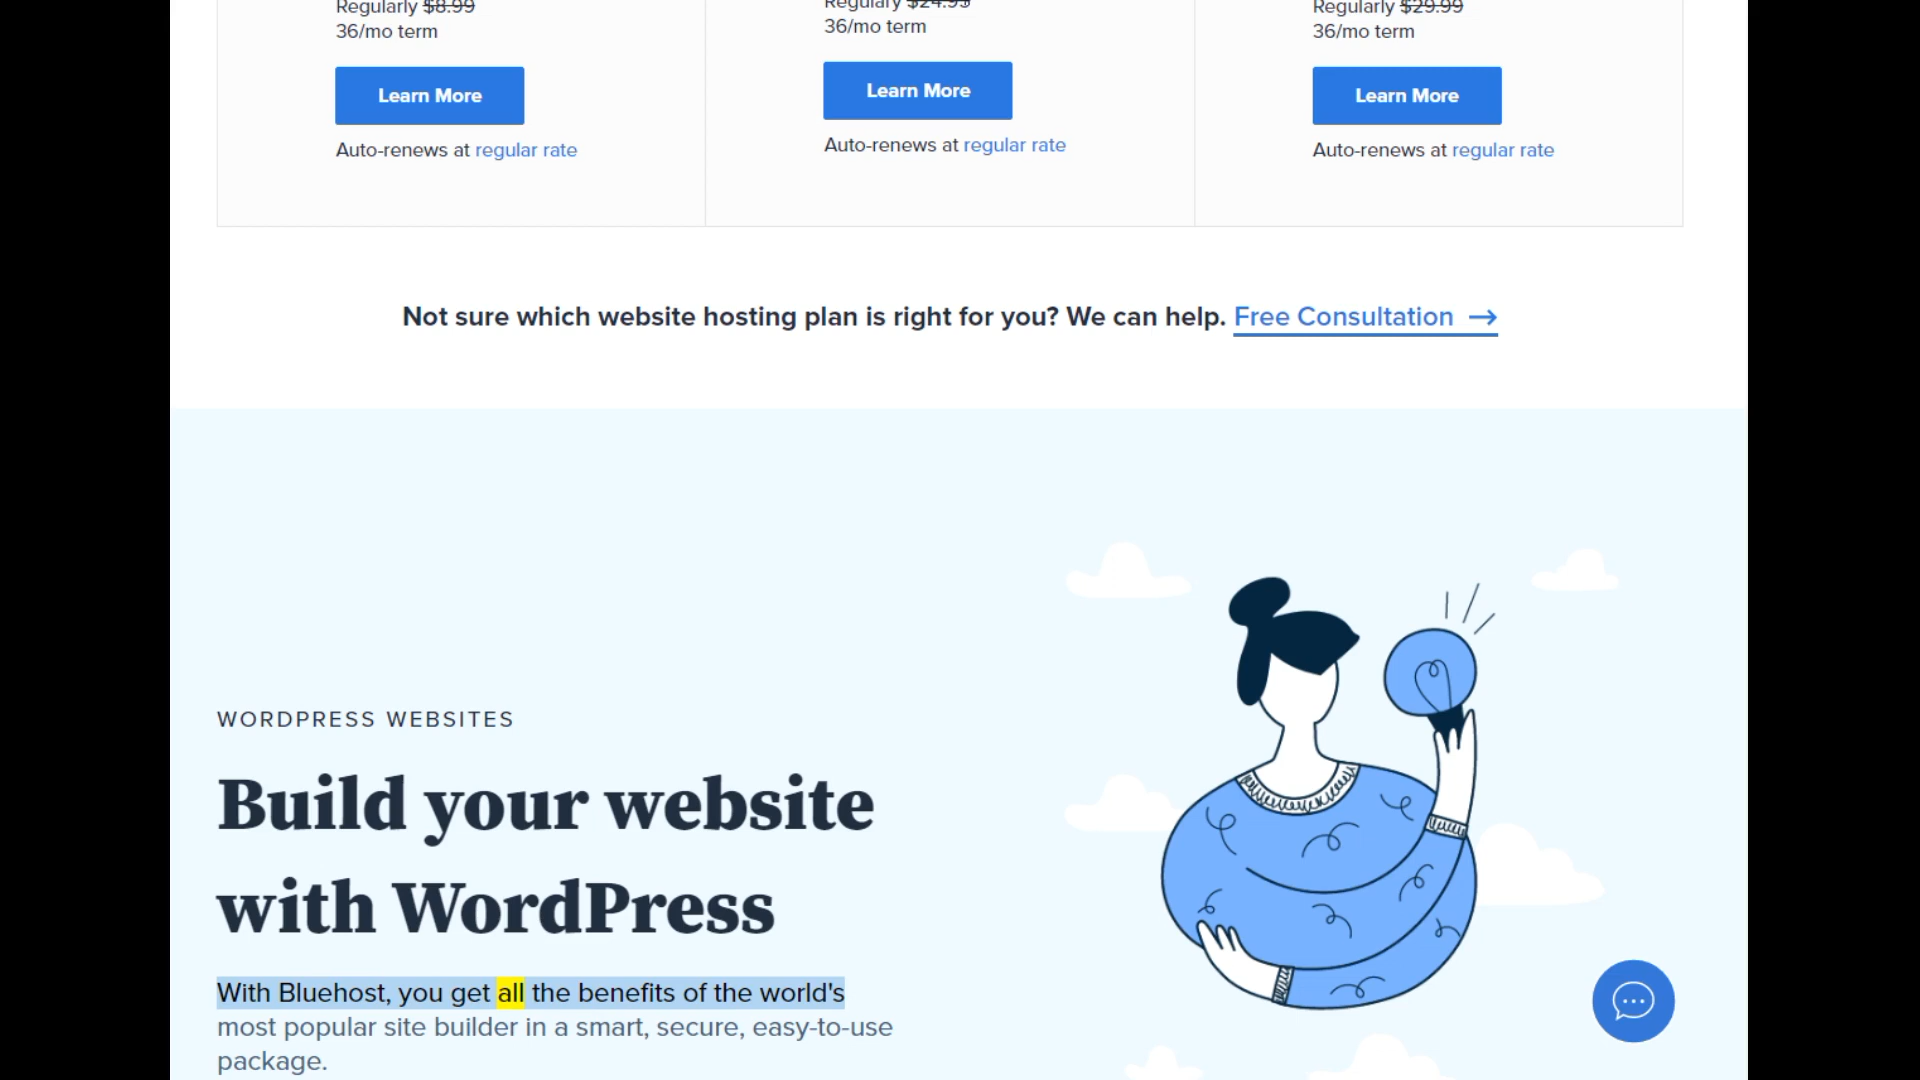 Regularly $8.99
36/mo term
Learn More
Auto-renews at regular rate
Regulary $24.95
36/mo term
Learn More
Auto-renews at regular rate
Regularly $29.99
36/mo term
Learn More
Auto-renews at regular rate
Not sure which website hosting plan is right for you? We can help. Free Consultation →
WORDPRESS WEBSITES
Build your website
with WordPress
With Bluehost, you get all the benefits of the world's
most popular site builder in a smart, secure, easy-to-use
package.